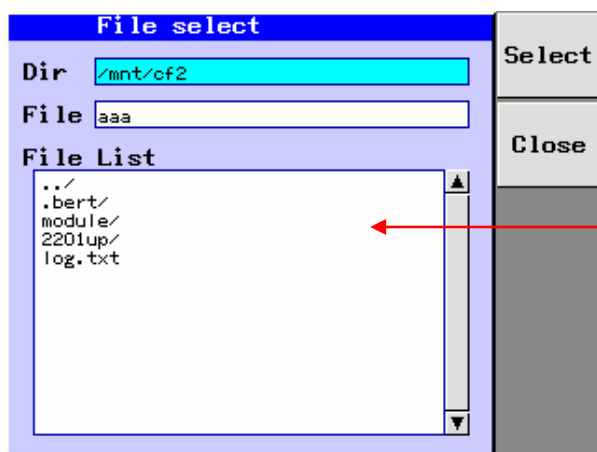 File select
Select
Dir /mnt/cf2
File aaa
Close
File List
../
.bert/
module/
2201up/
log.txt